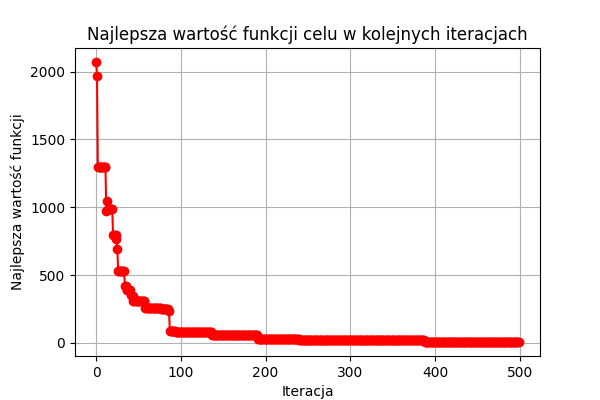 Najlepsza wartość funkcji celu w kolejnych iteracjach
Najlepsza wartość funkcji
2000
1500
1000
500
0
0 100 200 300 400 500
Iteracja